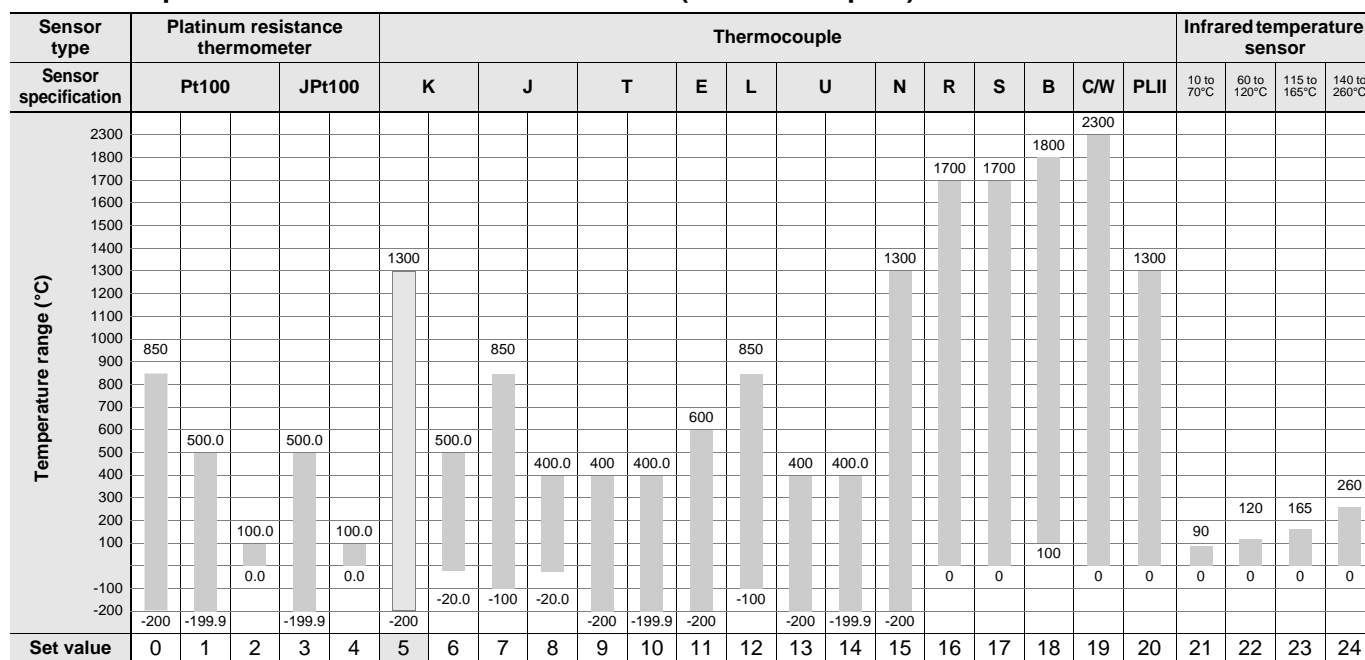 Sensor type
Platinum resistance thermometer
Thermocouple
Infrared temperature sensor
Sensor specification
Pt100 JPt100 K J T E L U N R S B C/W PLII 10 to 70°C 60 to 120°C 115 to 165°C 140 to 260°C
Temperature range (°C)
2300
1800
1700
1600
1500
1400
1300
1200
1100
1000
900
800
700
600
500
400
300
200
100
-100
-200
850 500.0 100.0 500.0 100.0 1300 500.0 850 400.0 400 400.0 600 850 400 400.0 1300 1700 1700 1800 2300 1300 90 120 165 260
-200 -199.9 0.0 -199.9 0.0 -200 -20.0 -100 -20.0 -200 -199.9 -200 -100 -200 -199.9 -200 0 0 100 0 0 0 0 0 0
Set value 0 1 2 3 4 5 6 7 8 9 10 11 12 13 14 15 16 17 18 19 20 21 22 23 24